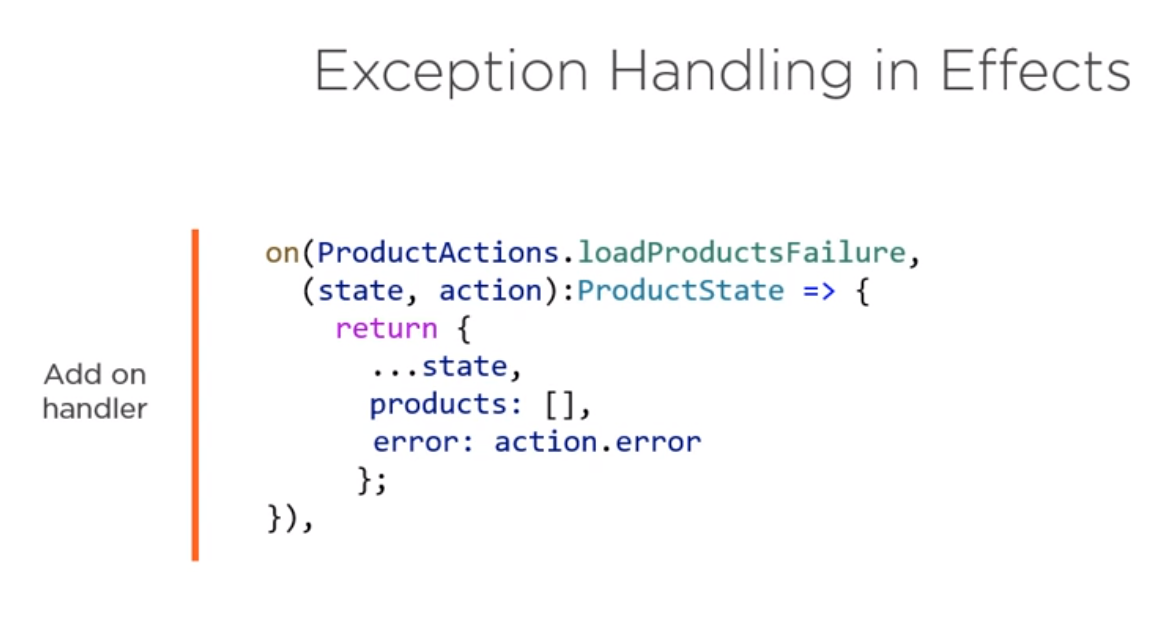 Exception Handling in Effects
Add on
handler
on(ProductActions.loadProductsFailure,
(state, action):ProductState => {
return {
...state,
products: [],
error: action.error
};
}),